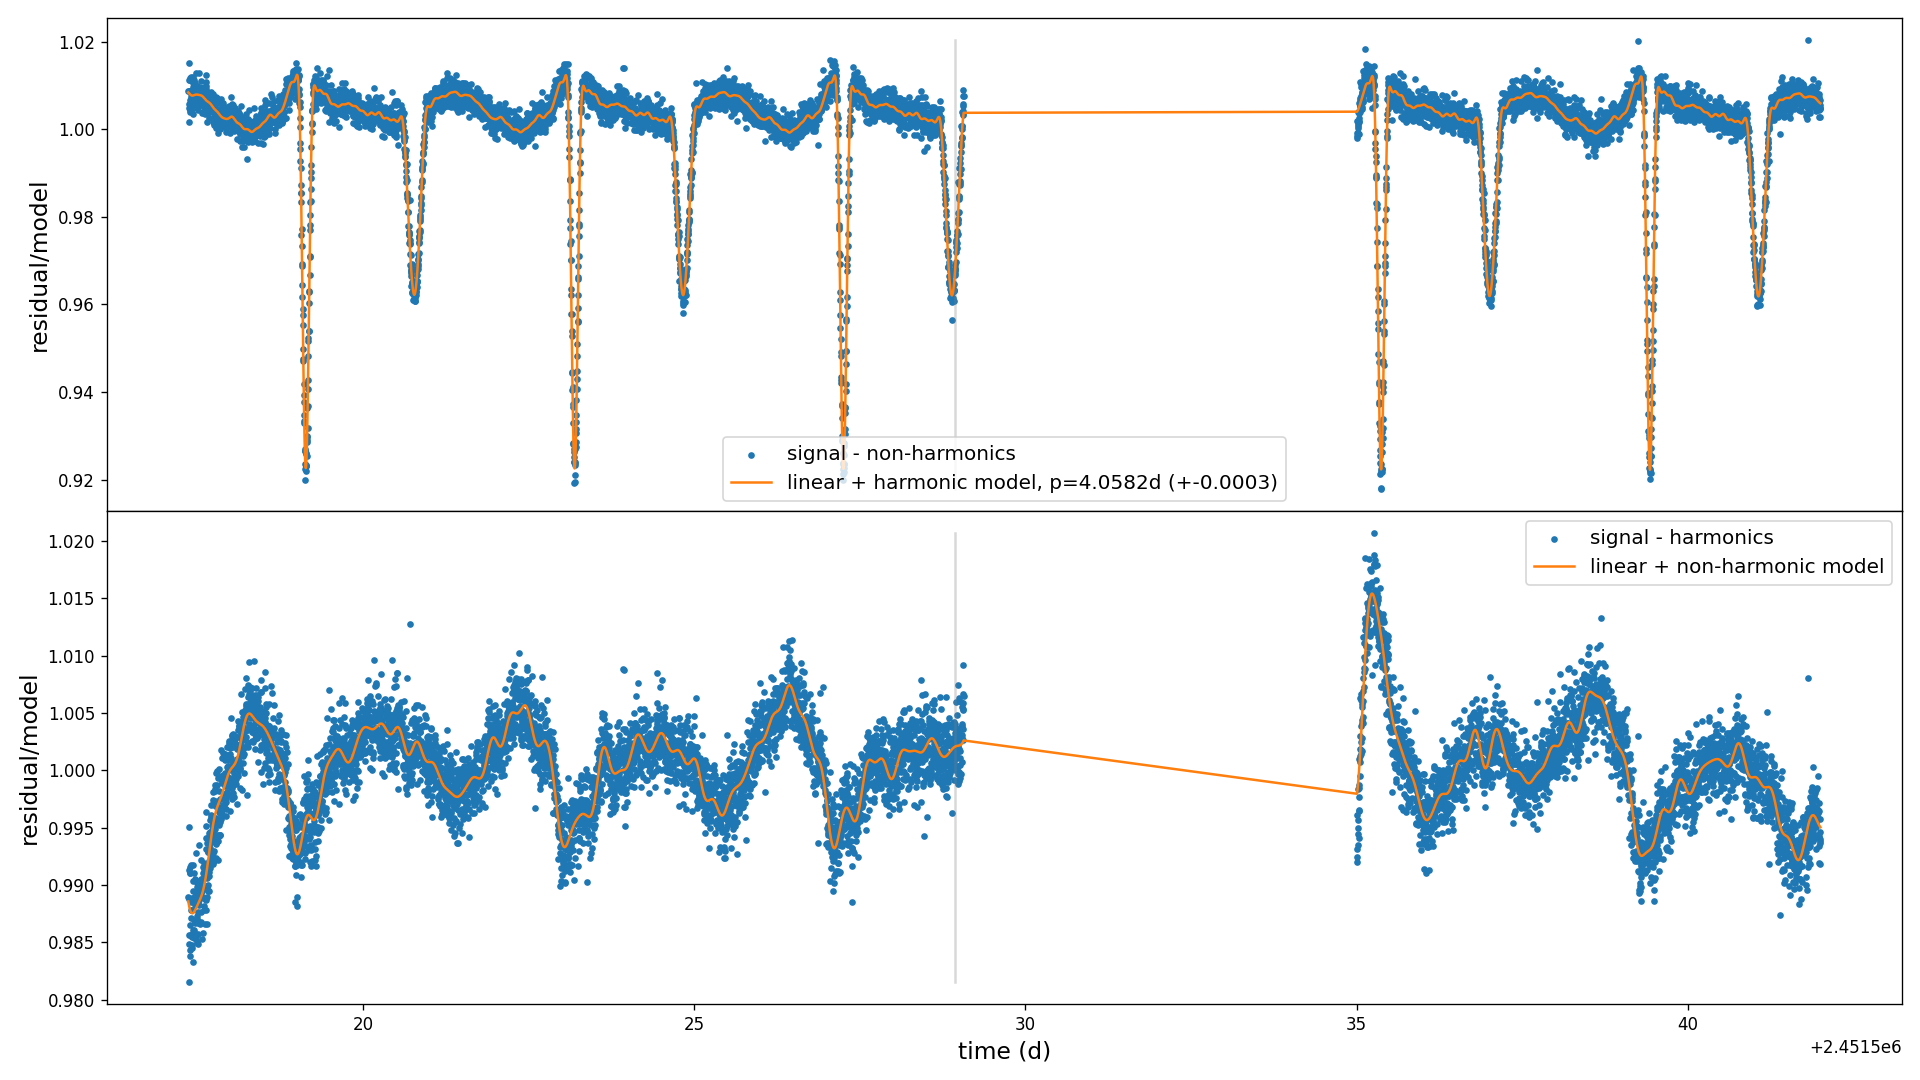 1.02
1.00
0.98
0.96
0.94
0.92
residual/model
signal - non-harmonics
linear + harmonic model, p=4.0582d (+-0.0003)
1.020
1.015
1.010
1.005
1.000
0.995
0.990
0.985
0.980
residual/model
signal - harmonics
linear + non-harmonic model
20
25
30
35
40
time (d)
+2.4515e6